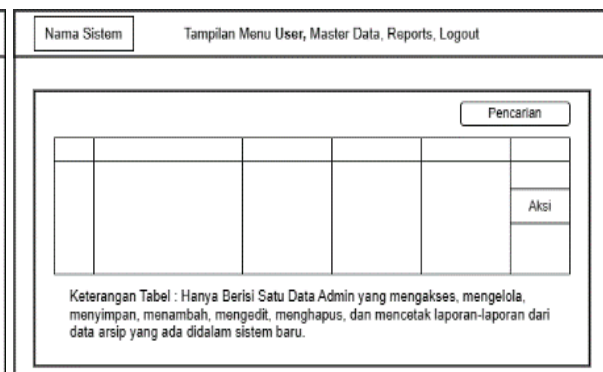 Nama Sistem
Tampilan Menu User, Master Data, Reports, Logout
Pencarian
Aksi
Keterangan Tabel : Hanya Berisi Satu Data Admin yang mengakses, mengelola,
menyimpan, menambah, mengedit, menghapus, dan mencetak laporan-laporan dari
data arsip yang ada didalam sistem baru.